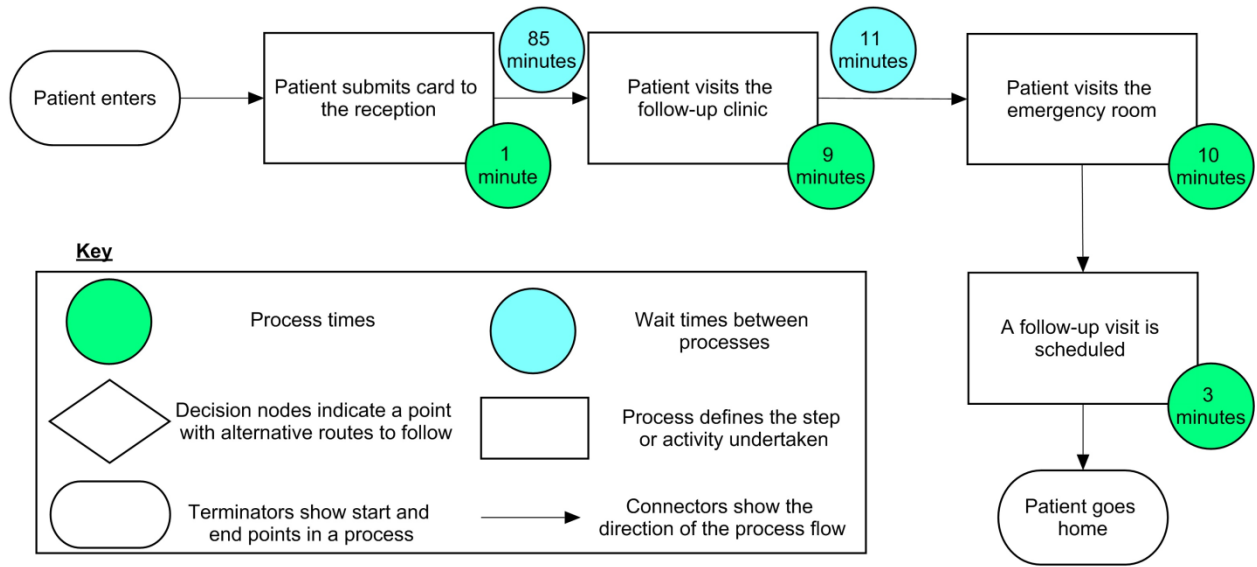 Patient enters
Patient submits card to
the reception
85
minutes
1
minute
Patient visits the
follow-up clinic
11
minutes
9
minutes
Patient visits the
emergency room
10
minutes
A follow-up visit is
scheduled
3
minutes
Patient goes
home
Key
Process times
Wait times between
processes
Decision nodes indicate a point
with alternative routes to follow
Process defines the step
or activity undertaken
Terminators show start and
end points in a process
Connectors show the
direction of the process flow